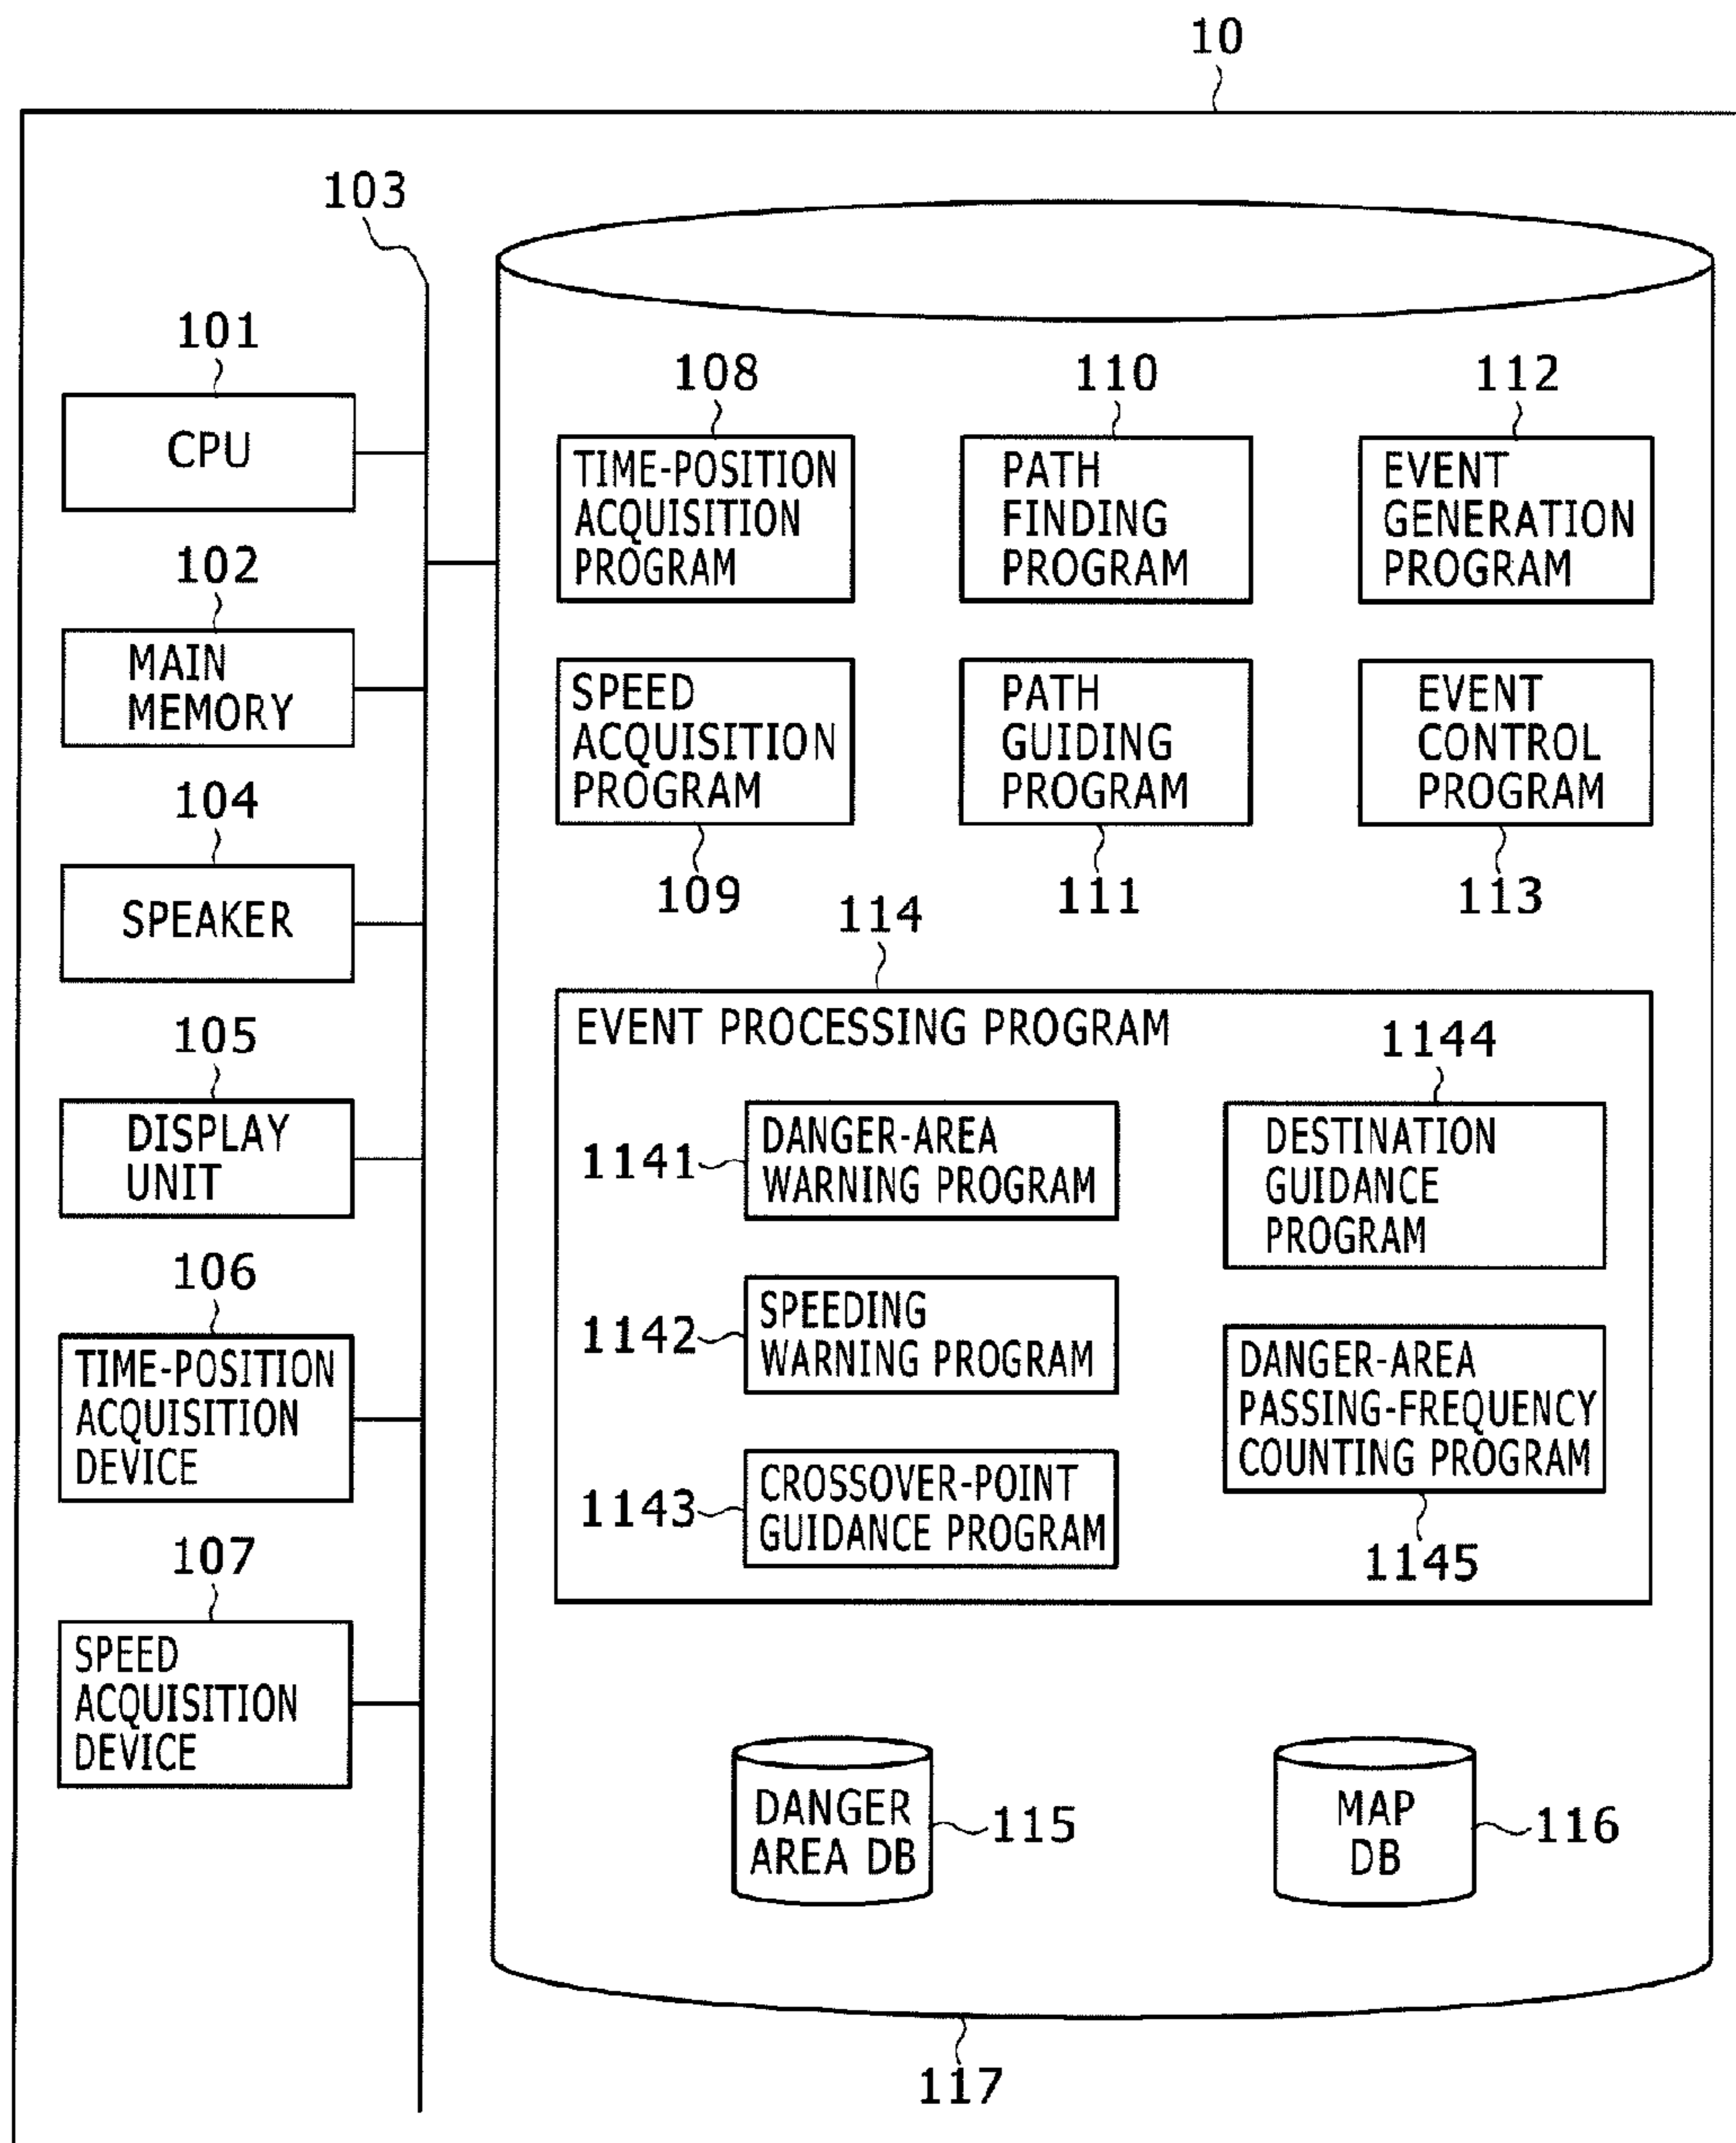 10
103
101
CPU
102
MAIN
MEMORY
104
SPEAKER
105
DISPLAY
UNIT
106
TIME-POSITION
ACQUISITION
DEVICE
107
SPEED
ACQUISITION
DEVICE
108
TIME-POSITION
ACQUISITION
PROGRAM
110
PATH
FINDING
PROGRAM
112
EVENT
GENERATION
PROGRAM
SPEED
ACQUISITION
PROGRAM
109
PATH
GUIDING
PROGRAM
111
EVENT
CONTROL
PROGRAM
113
114
EVENT PROCESSING PROGRAM
1141
DANGER-AREA
WARNING PROGRAM
1142
SPEEDING
WARNING PROGRAM
1143
CROSSOVER-POINT
GUIDANCE PROGRAM
1144
DESTINATION
GUIDANCE
PROGRAM
DANGER-AREA
PASSING-FREQUENCY
COUNTING PROGRAM
1145
DANGER
AREA DB
115
MAP
DB
116
117